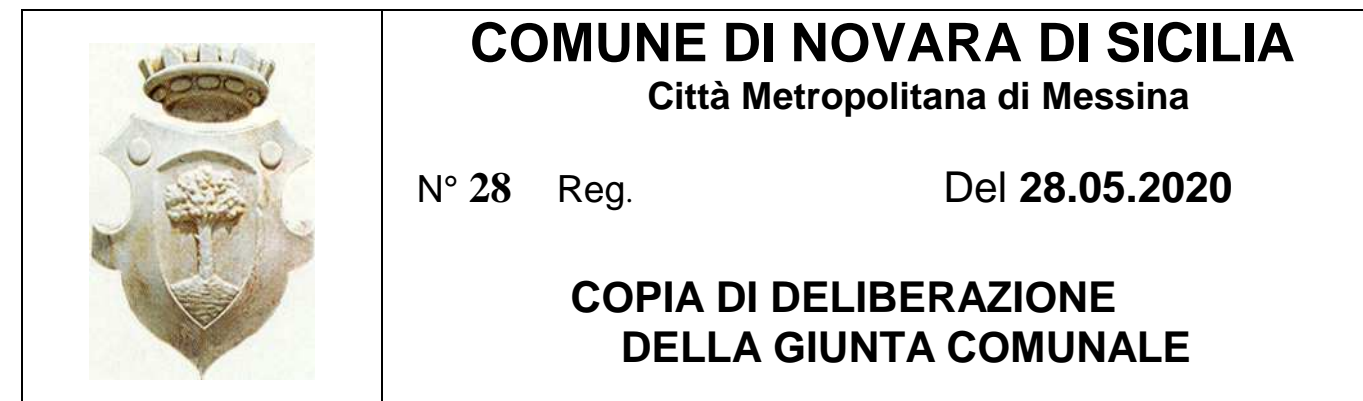 COMUNE DI NOVARA DI SICILIA
Città Metropolitana di Messina
N° 28 Reg. Del 28.05.2020
COPIA DI DELIBERAZIONE
DELLA GIUNTA COMUNALE